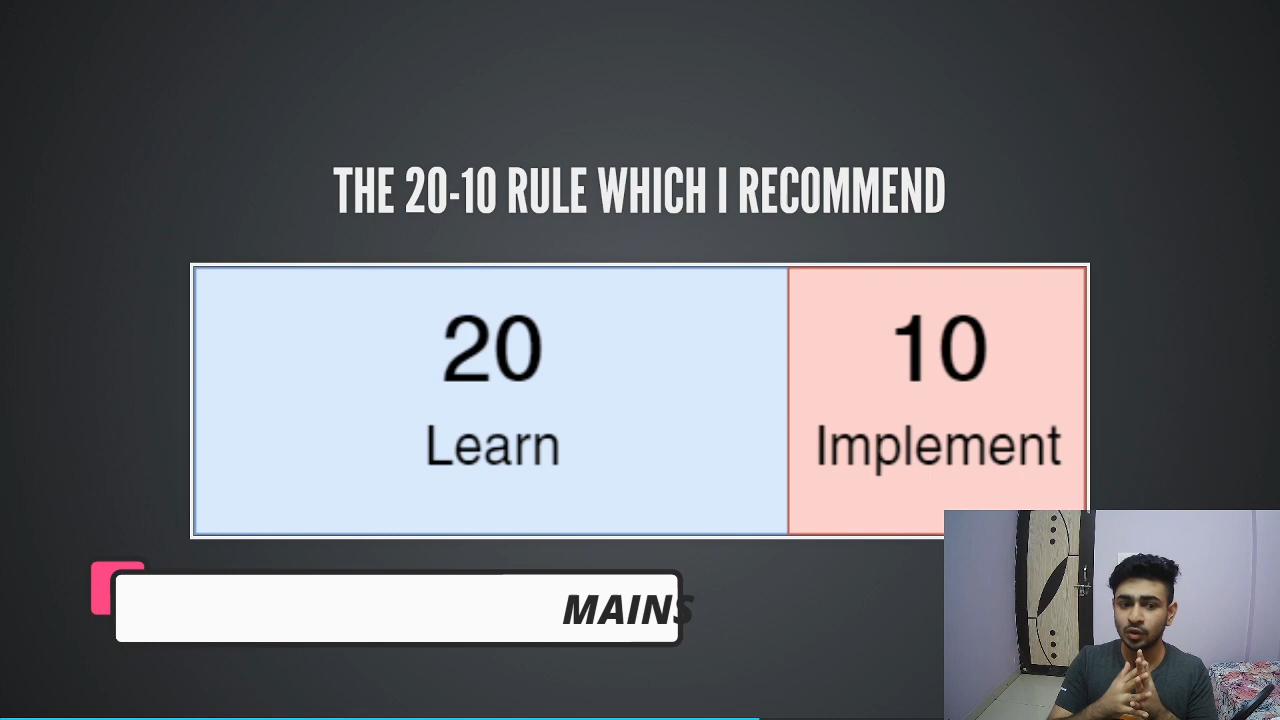 THE 20-10 RULE WHICH I RECOMMEND
20
10
Learn
Implement
MAINS